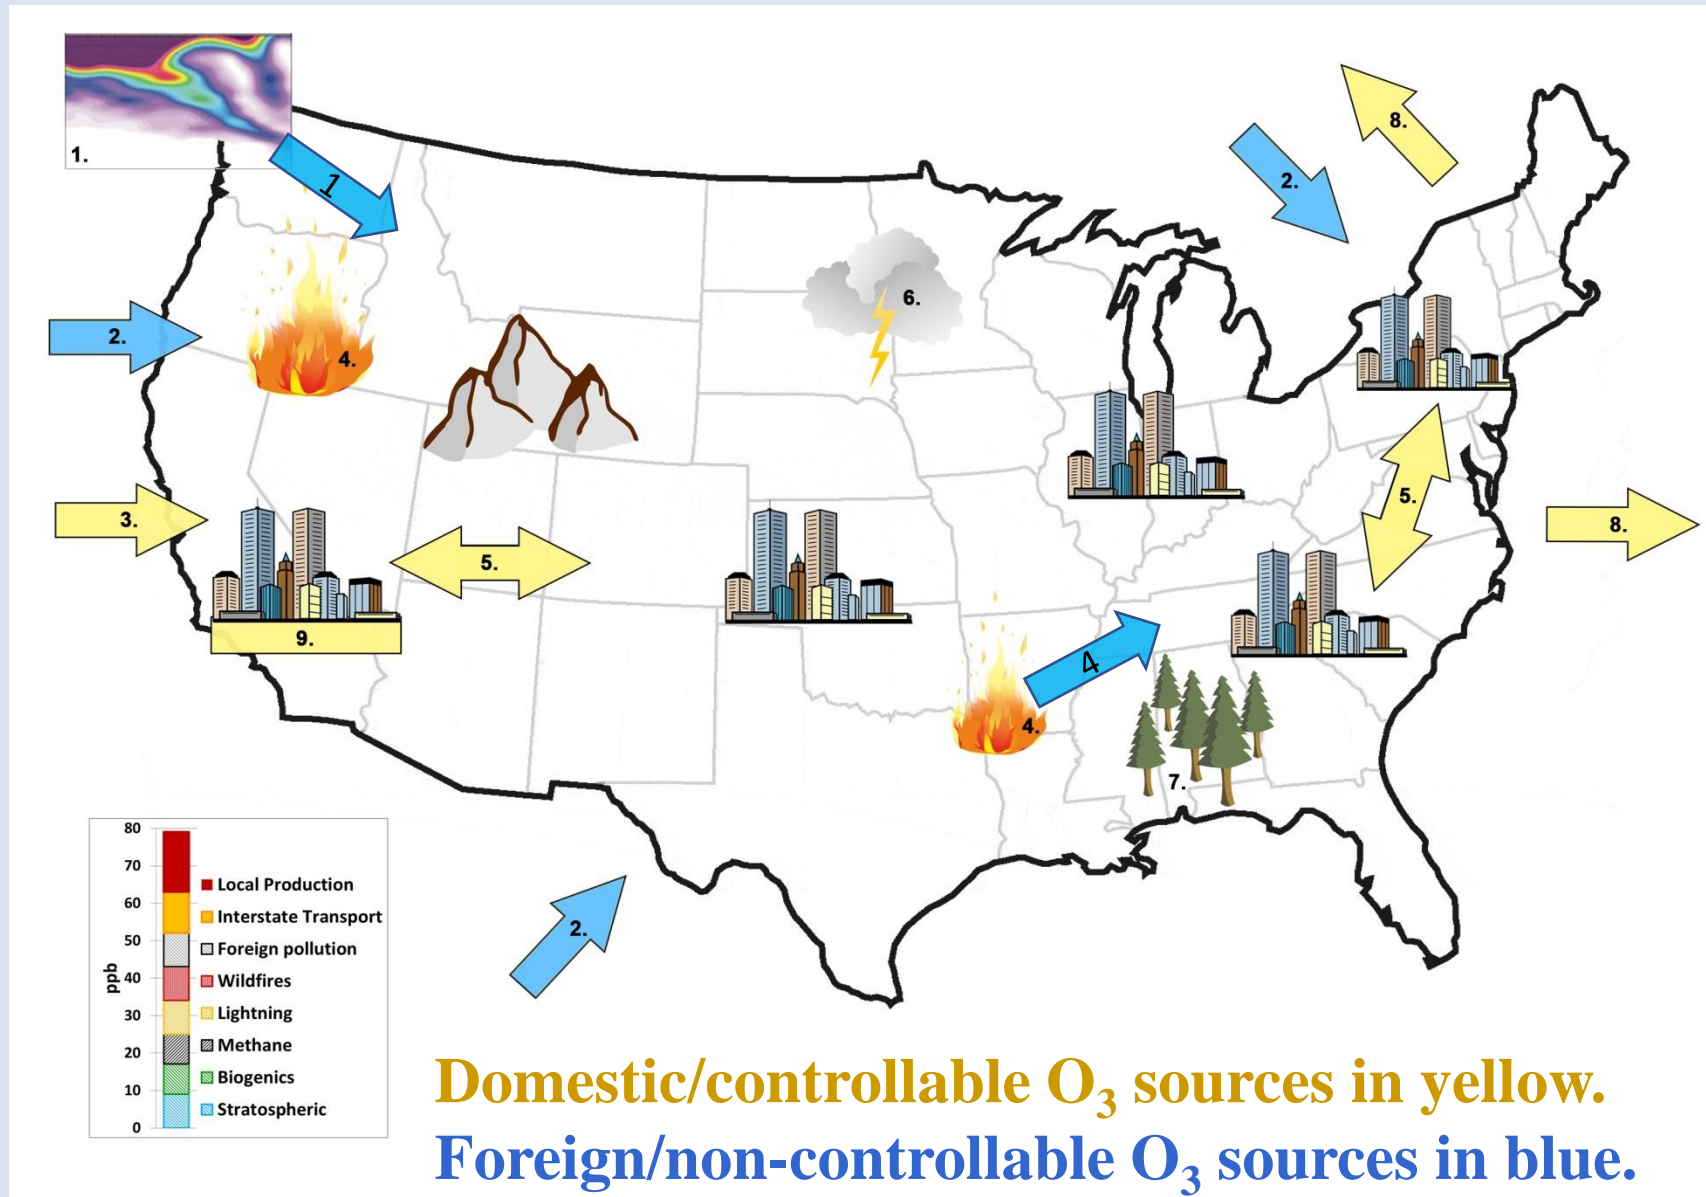 1.
1
8.
2.
6.
2.
4.
3.
5.
5.
8.
9.
4
4.
7.
2.
80
70
60
50
40
30
20
10
0
ppb
Local Production
Interstate Transport
Foreign pollution
Wildfires
Lightning
Methane
Biogenics
Stratospheric
Domestic/controllable O₃ sources in yellow.
Foreign/non-controllable O₃ sources in blue.